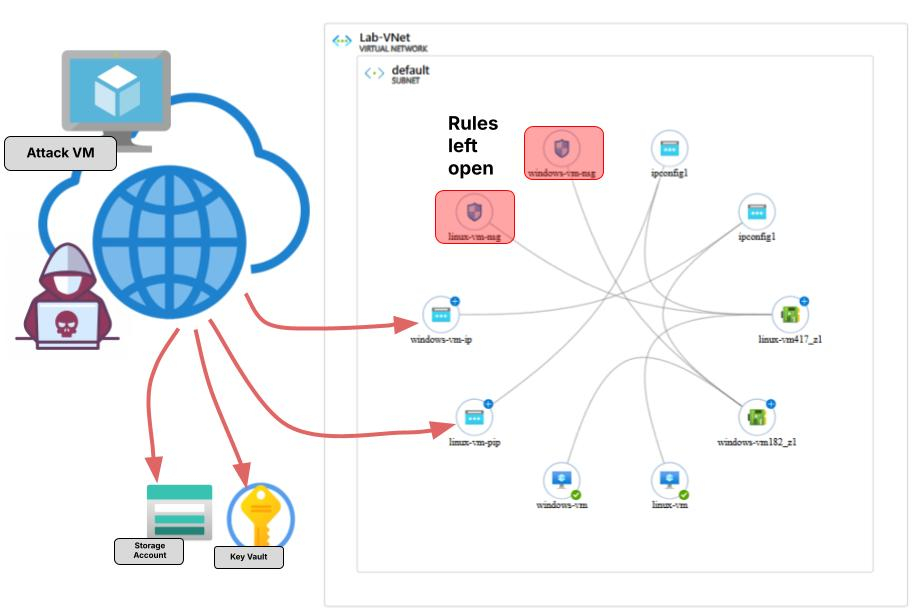 Lab-VNet
VIRTUAL NETWORK
default
SUBNET
Attack VM
Rules
left
open
windows-vm-nsg
ipconfig1
linux-vm-nsg
ipconfig1
windows-vm-ip
linux-vm417_z1
linux-vm-pip
windows-vm182_z1
windows-vm
linux-vm
Storage
Account
Key Vault